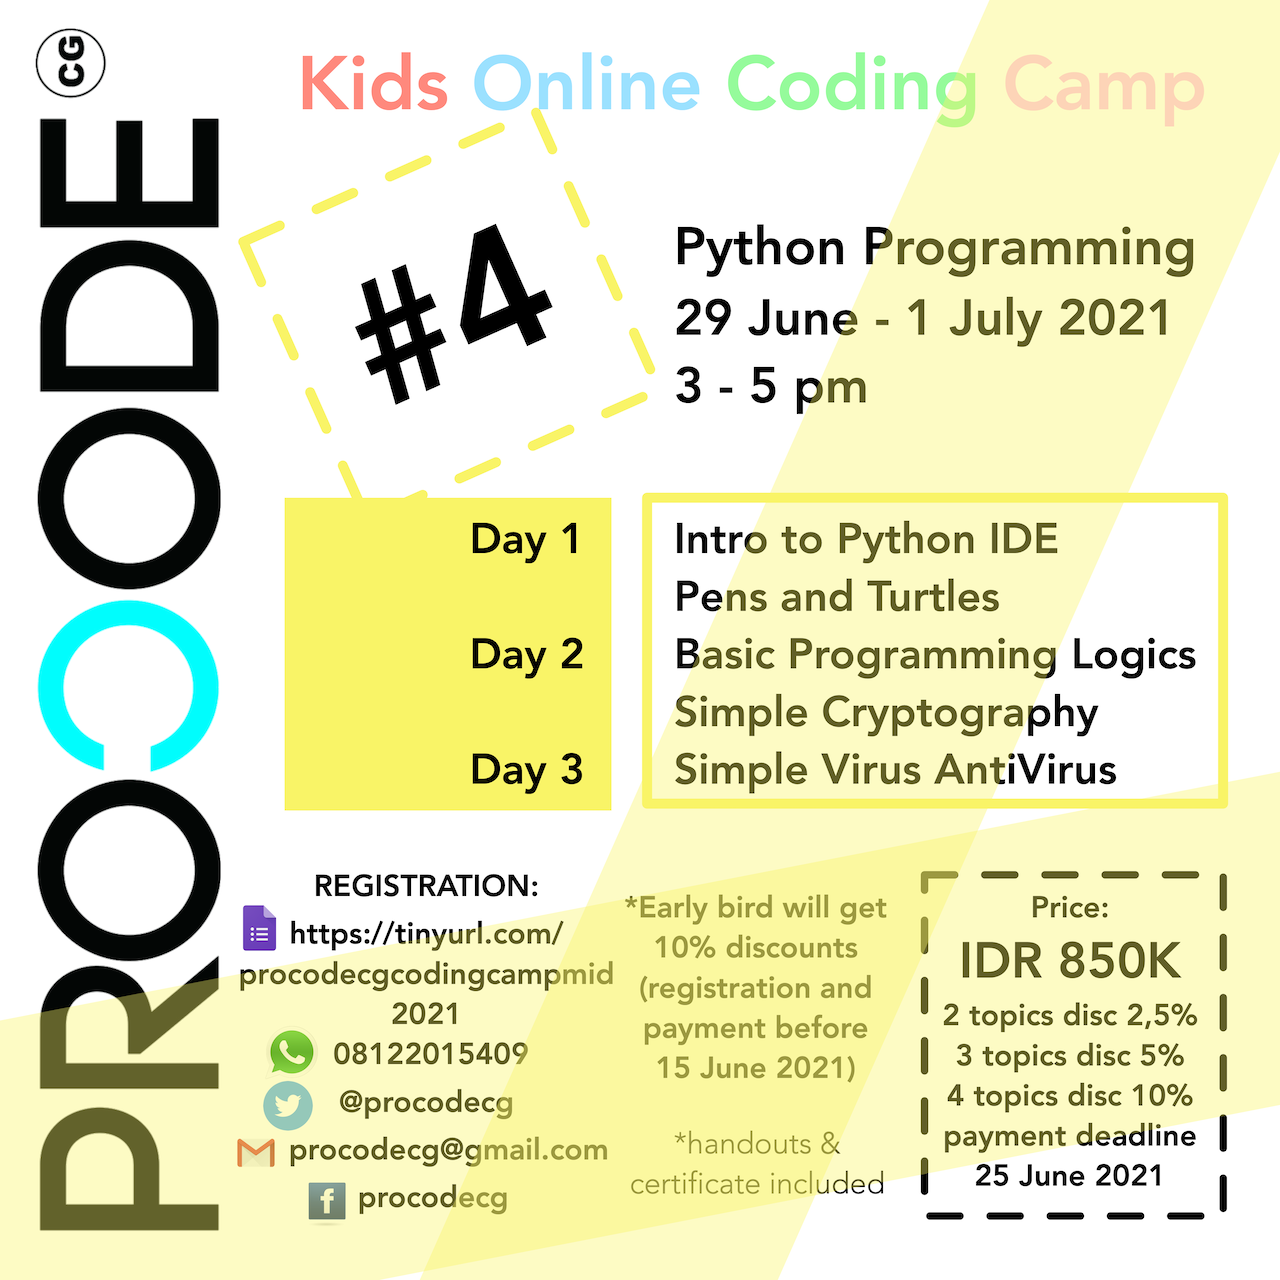 CG
PROCODE
Kids Online Coding Camp
#4
Python Programming
29 June - 1 July 2021
3 - 5 pm
Day 1
Intro to Python IDE
Pens and Turtles
Day 2
Basic Programming Logics
Simple Cryptography
Day 3
Simple Virus AntiVirus
REGISTRATION:
https://tinyurl.com/
procodecgcodingcampmid
2021
08122015409
@procodecg
procodecg@gmail.com
procodecg
*Early bird will get
10% discounts
(registration and
payment before
15 June 2021)
*handouts &
certificate included
Price:
IDR 850K
2 topics disc 2,5%
3 topics disc 5%
4 topics disc 10%
payment deadline
25 June 2021